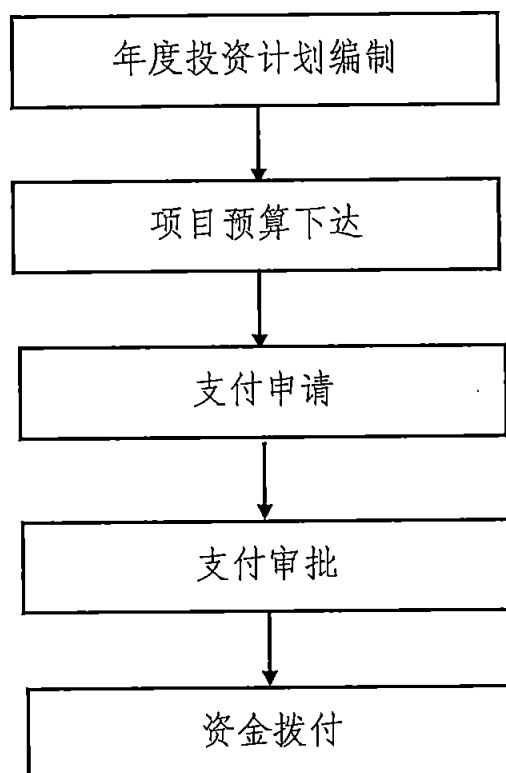 年度投资计划编制
项目预算下达
支付申请
支付审批
资金拨付